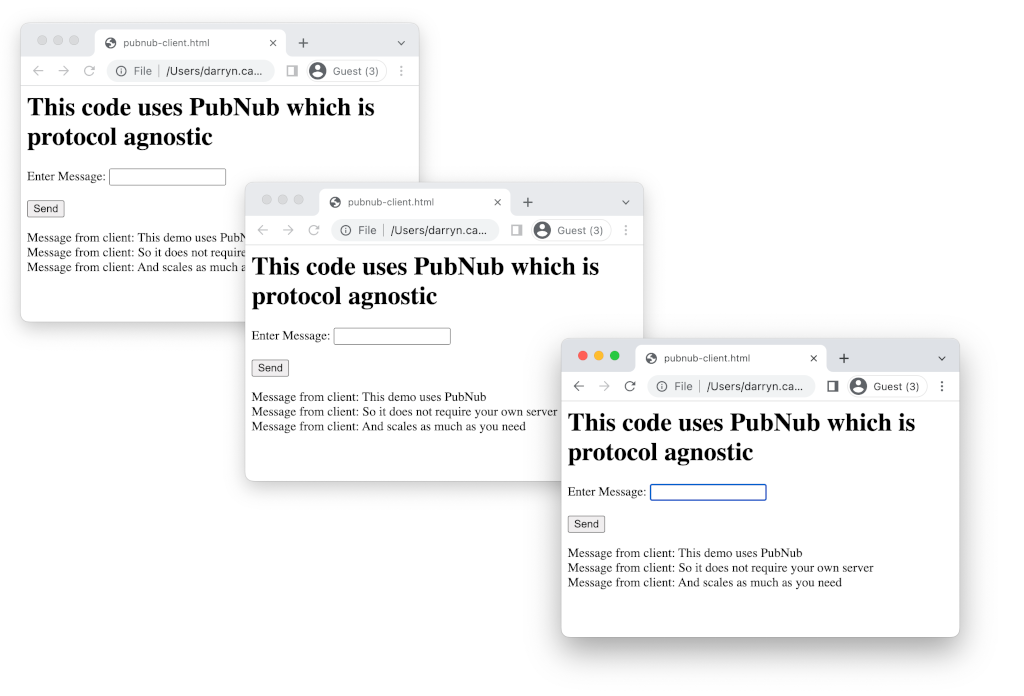 pubnub-client.html
File /Users/darryn.ca... Guest (3)
This code uses PubNub which is
protocol agnostic
Enter Message:
Send
Message from client: This demo uses PubN
Message from client: So it does not require
Message from client: And scales as much a
pubnub-client.html
File /Users/darryn.ca... Guest (3)
This code uses PubNub which is
protocol agnostic
Enter Message:
Send
Message from client: This demo uses PubNub
Message from client: So it does not require your own server
Message from client: And scales as much as you need
pubnub-client.html
File /Users/darryn.ca... Guest (3)
This code uses PubNub which is
protocol agnostic
Enter Message:
Send
Message from client: This demo uses PubNub
Message from client: So it does not require your own server
Message from client: And scales as much as you need